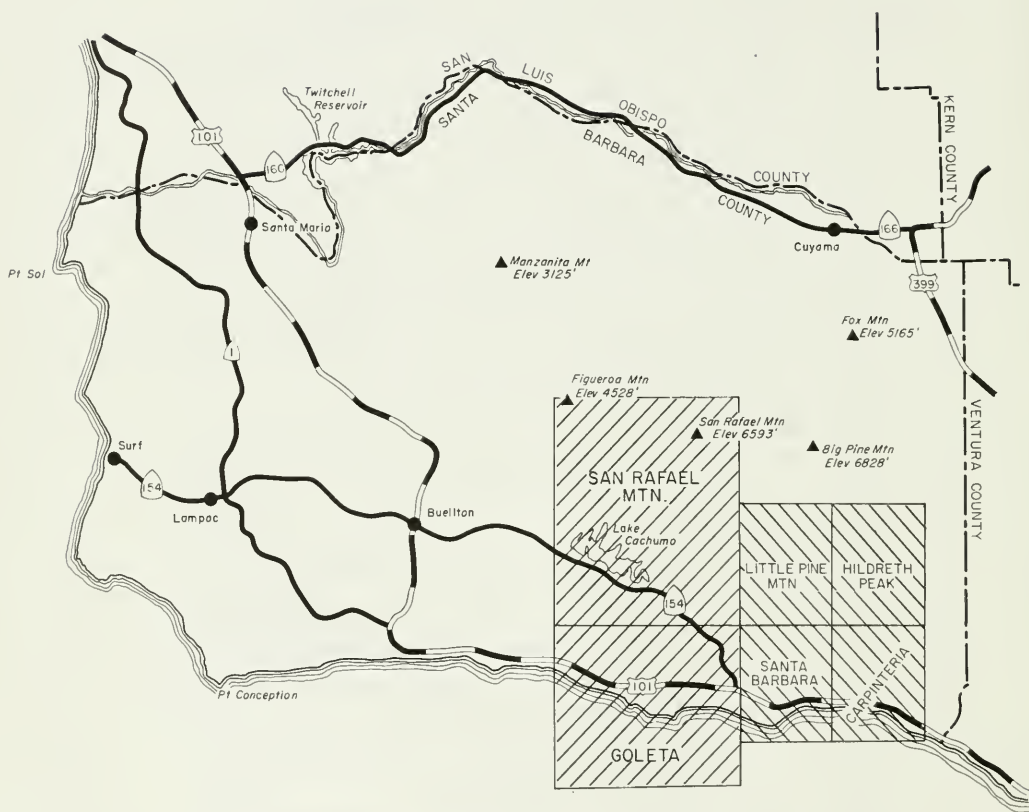 SAN LUIS OBISPO COUNTY
SANTA BARBARA COUNTY
KERN COUNTY
VENTURA COUNTY
Twitchell
Reservoir
101
166
Santa Maria
Cuyama
166
399
Pt Sol
Manzanita Mt
Elev 3125'
Fox Mtn
Elev 5165'
1
Figueroa Mtn
Elev 4528'
San Rafael Mtn
Elev 6593'
Big Pine Mtn
Elev 6828'
Surf
154
Lompac
Buellton
SAN RAFAEL
MTN.
Lake
Cachumo
LITTLE PINE
MTN
HILDRETH
PEAK
154
SANTA
BARBARA
CARPINTERIA
Pt Conception
101
GOLETA